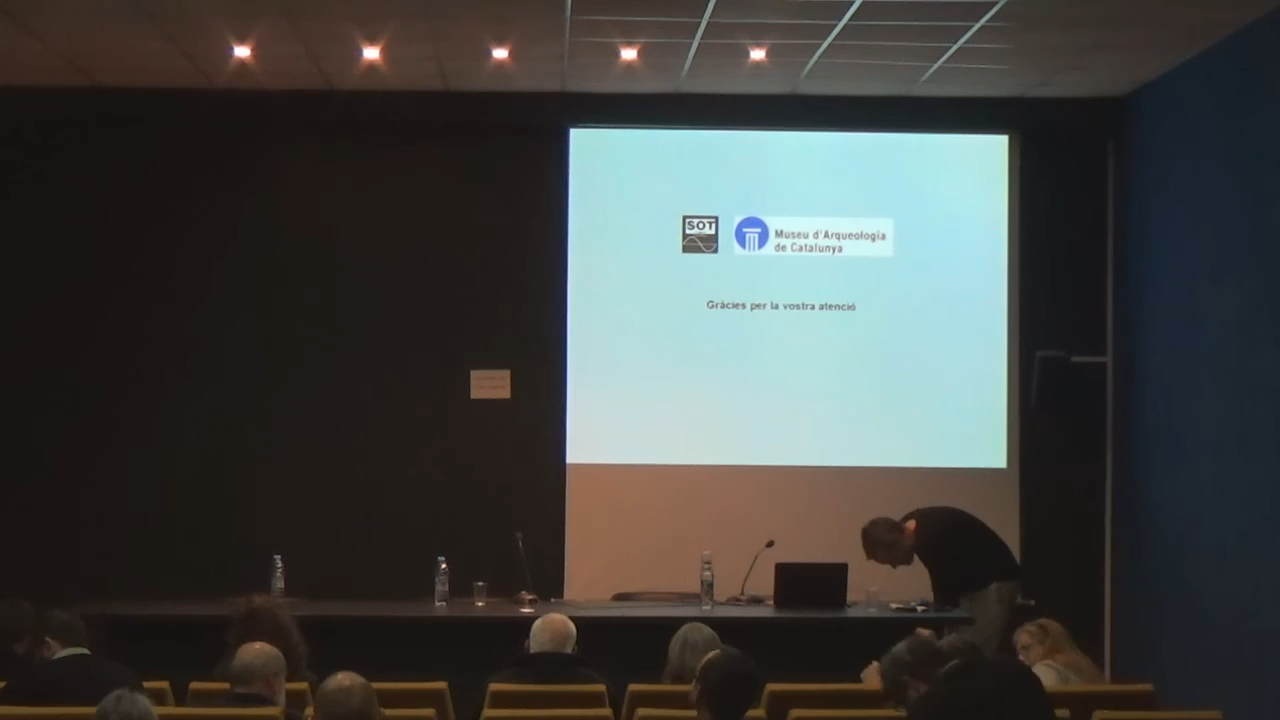 SOT
Museu d'Arqueologia
de Catalunya
Gràcies per la vostra atenció